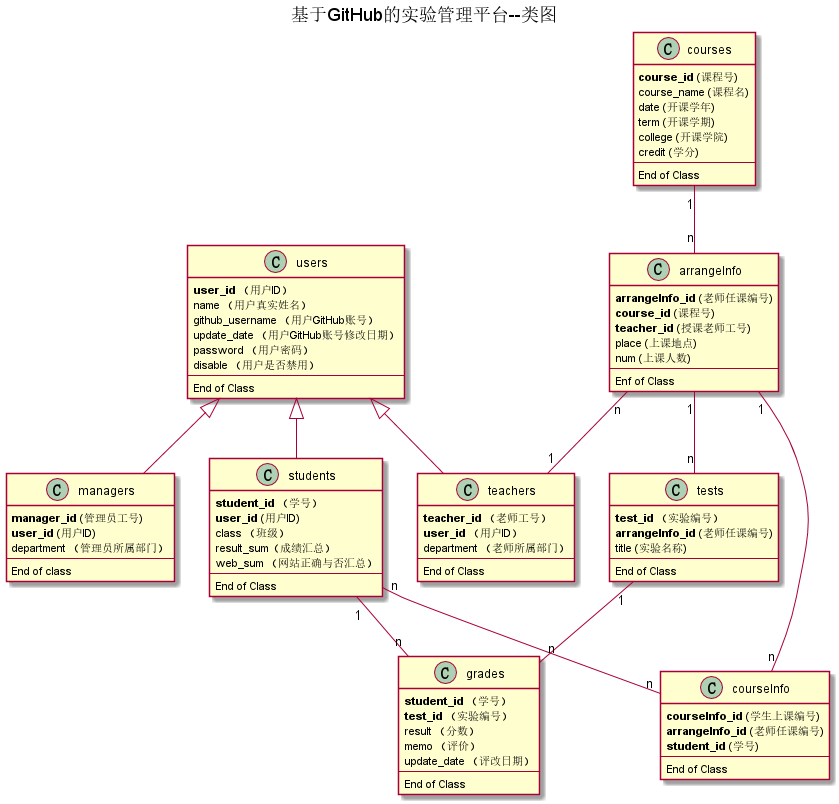 基于GitHub的实验管理平台--类图
C courses
course_id (课程号)
course_name (课程名)
date (开课学年)
term (开课学期)
college (开课学院)
credit (学分)
End of Class
1
n
C users
user_id （用户ID）
name （用户真实姓名）
github_username （用户GitHub账号）
update_date （用户GitHub账号修改日期）
password （用户密码）
disable （用户是否禁用）
End of Class
C arrangeInfo
arrangeInfo_id (老师任课编号)
course_id (课程号)
teacher_id (授课老师工号)
place (上课地点)
num (上课人数)
Enf of Class
n
1
1
1
n
C managers
manager_id (管理员工号)
user_id (用户ID)
department （管理员所属部门）
End of class
C students
student_id （学号）
user_id (用户ID)
class （班级）
result_sum （成绩汇总）
web_sum （网站正确与否汇总）
End of Class
C teachers
teacher_id （老师工号）
user_id （用户ID）
department （老师所属部门）
End of Class
C tests
test_id （实验编号）
arrangeInfo_id (老师任课编号)
title (实验名称)
End of Class
n
1
1
n
n
n
n
C grades
student_id （学号）
test_id （实验编号）
result （分数）
memo （评价）
update_date （评改日期）
End of Class
C courseInfo
courseInfo_id (学生上课编号)
arrangeInfo_id (老师任课编号)
student_id (学号)
End of Class